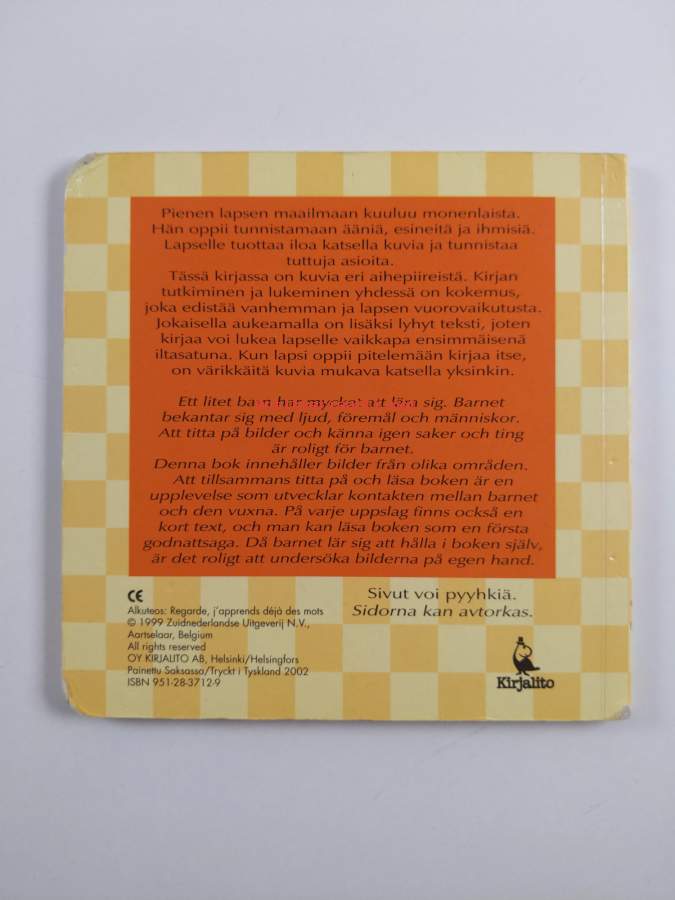 Pienen lapsen maailmaan kuuluu monenlaista.
Hän oppii tunnistamaan ääniä, esineitä ja ihmisiä.
Lapselle tuottaa iloa katsella kuvia ja tunnistaa
tuttuja asioita.
Tässä kirjassa on kuvia eri aihepiireistä. Kirjan
tutkiminen ja lukeminen yhdessä on kokemus,
joka edistää vanhemman ja lapsen vuorovaikutusta.
Jokaisella aukeamalla on lisäksi lyhyt teksti, joten
kirjaa voi lukea lapselle vaikkapa ensimmäisenä
iltasatuna. Kun lapsi oppii pitelemään kirjaa itse,
on värikkäitä kuvia mukava katsella yksinkin.
Ett litet barn har mycket att lära sig. Barnet
bekantar sig med ljud, föremål och människor.
Att titta på bilder och känna igen saker och ting
är roligt för barnet.
Denna bok innehåller bilder från olika områden.
Att tillsammans titta på och läsa boken är en
upplevelse som utvecklar kontakten mellan barnet
och den vuxna. På varje uppslag finns också en
kort text, och man kan läsa boken som en första
godnattsaga. Då barnet lär sig att hålla i boken själv,
är det roligt att undersöka bilderna på egen hand.
Sivut voi pyyhkiä.
Sidorna kan avtorkas.
CE
Alkuteos: Regarde, j'apprends déjà des mots
© 1999 Zuidnederlandse Uitgeverij N.V.,
Aartselaar, Belgium
All rights reserved
OY KIRJALITO AB, Helsinki/Helsingfors
Painettu Saksassa/Tryckt i Tyskland 2002
ISBN 951-28-3712-9
Kirjalito